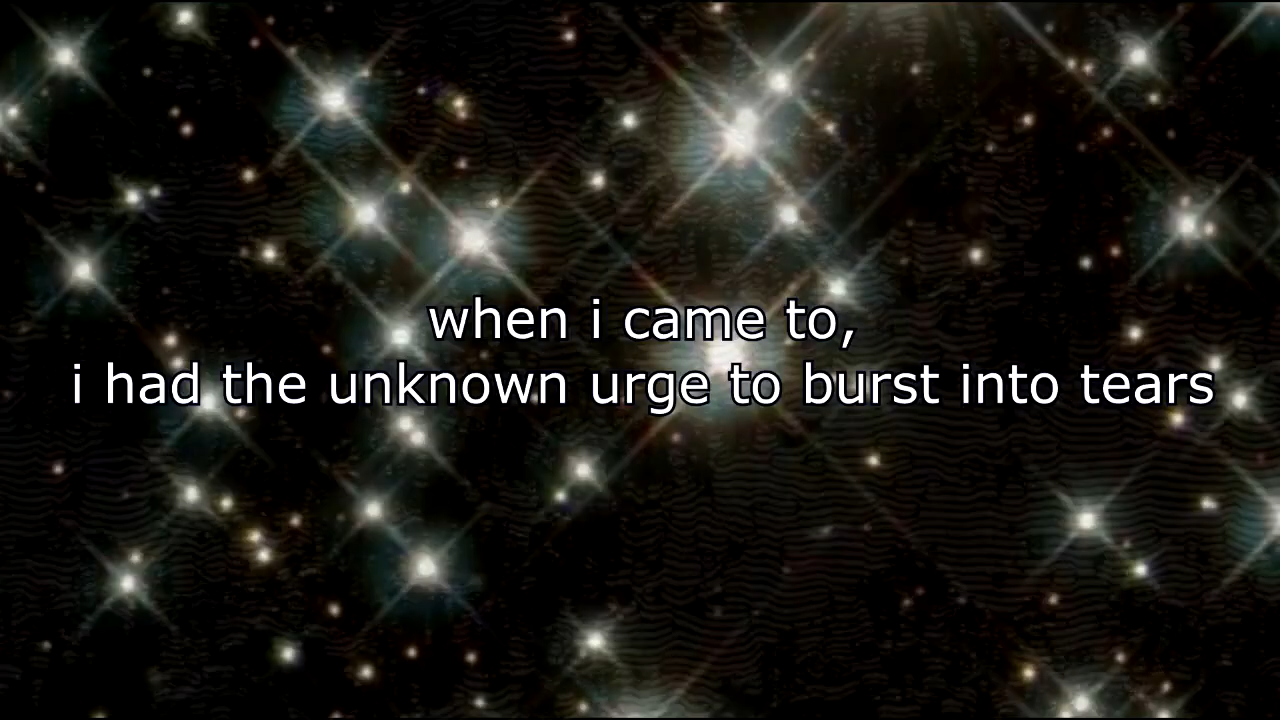 when i came to,
i had the unknown urge to burst into tears